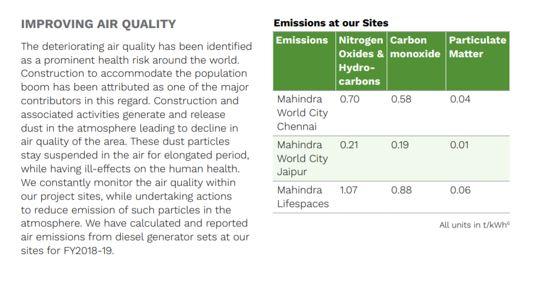 IMPROVING AIR QUALITY
The deteriorating air quality has been identified
as a prominent health risk around the world.
Construction to accommodate the population
boom has been attributed as one of the major
contributors in this regard. Construction and
associated activities generate and release
dust in the atmosphere leading to decline in
air quality of the area. These dust particles
stay suspended in the air for elongated period,
while having ill-effects on the human health.
We constantly monitor the air quality within
our project sites, while undertaking actions
to reduce emission of such particles in the
atmosphere. We have calculated and reported
air emissions from diesel generator sets at our
sites for FY2018-19.
Emissions at our Sites
Emissions Nitrogen Carbon Particulate
Oxides & monoxide Matter
Hydro-
carbons
Mahindra 0.70 0.58 0.04
World City
Chennai
Mahindra 0.21 0.19 0.01
World City
Jaipur
Mahindra 1.07 0.88 0.06
Lifespaces
All units in t/kWh⁶